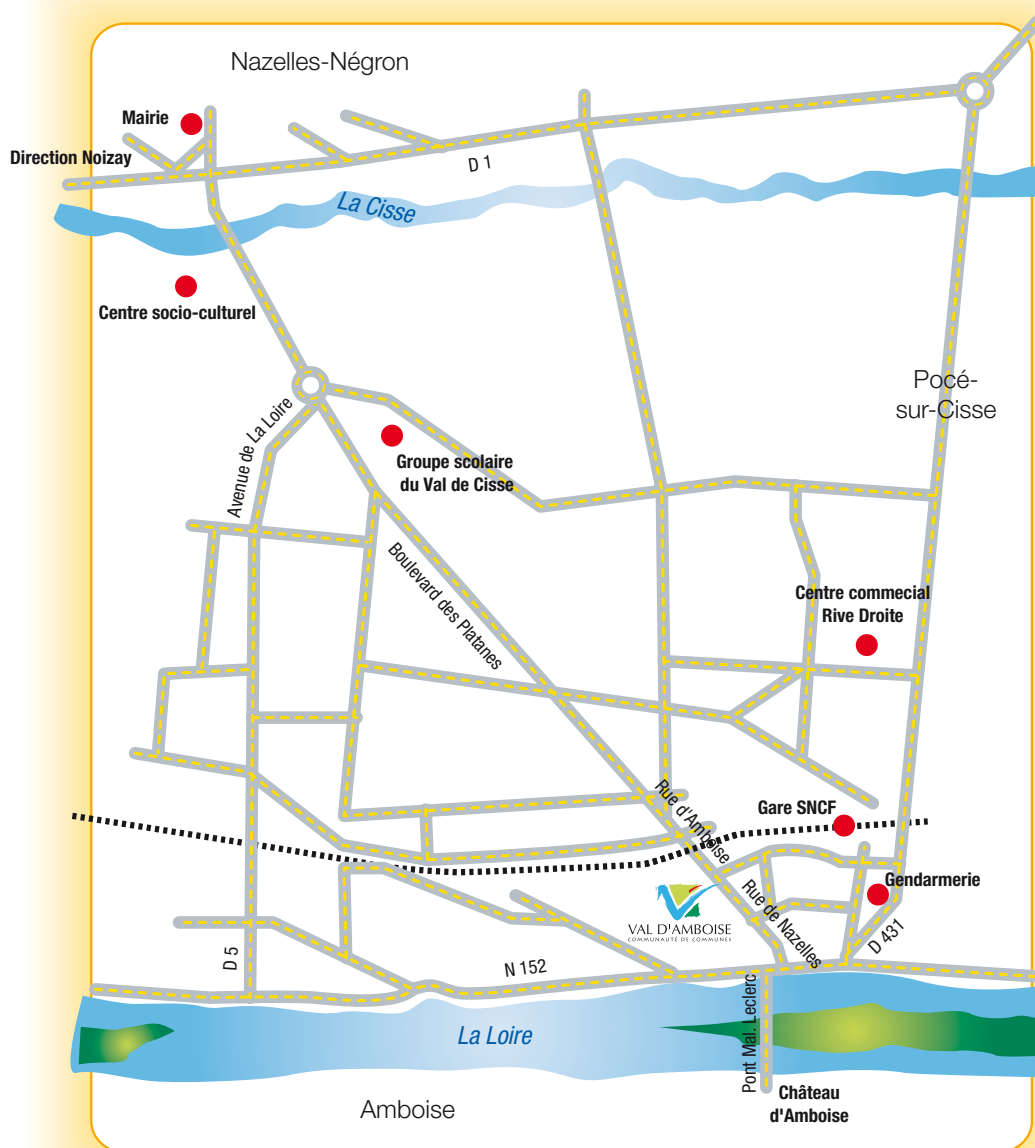 Nazelles-Négron
Mairie
Direction Noizay
D 1
La Cisse
Centre socio-culturel
Pocé-
sur-Cisse
Avenue de La Loire
Groupe scolaire
du Val de Cisse
Boulevard des Platanes
Centre commecial
Rive Droite
Rue d'Amboise
Gare SNCF
Gendarmerie
Rue de Nazelles
VAL D'AMBOISE
COMMUNAUTÉ DE COMMUNES
D 431
D 5
N 152
Pont Mal. Leclerc
La Loire
Château
d'Amboise
Amboise